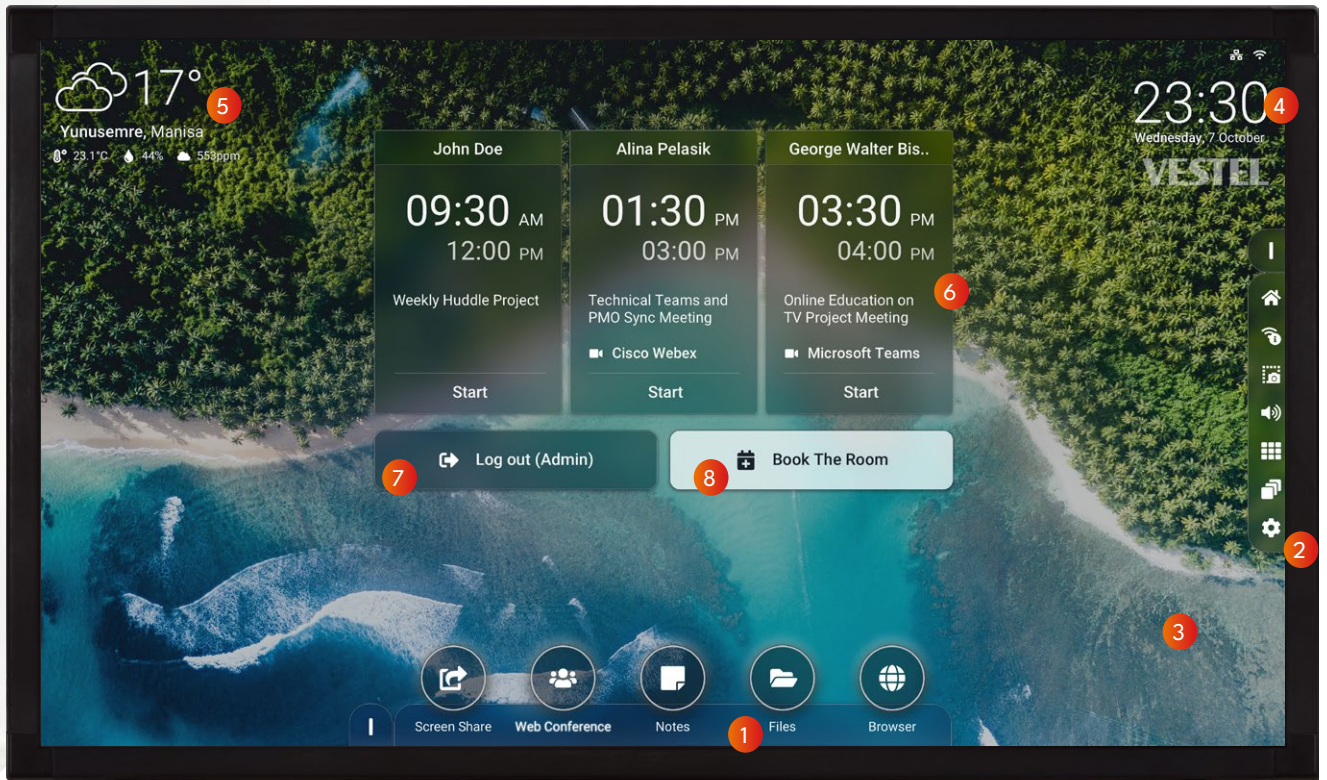 17°
5
Yunusemre, Manisa
23.1°C 44% 553ppm
23:30
4
Wednesday, 7 October
VESTEL
John Doe
09:30 AM
12:00 PM
Weekly Huddle Project
Start
Alina Pelasik
01:30 PM
03:00 PM
Technical Teams and
PMO Sync Meeting
Cisco Webex
Start
George Walter Bis..
03:30 PM
04:00 PM
6
Online Education on
TV Project Meeting
Microsoft Teams
Start
7
Log out (Admin)
8
Book The Room
2
3
Screen Share
Web Conference
Notes
1
Files
Browser